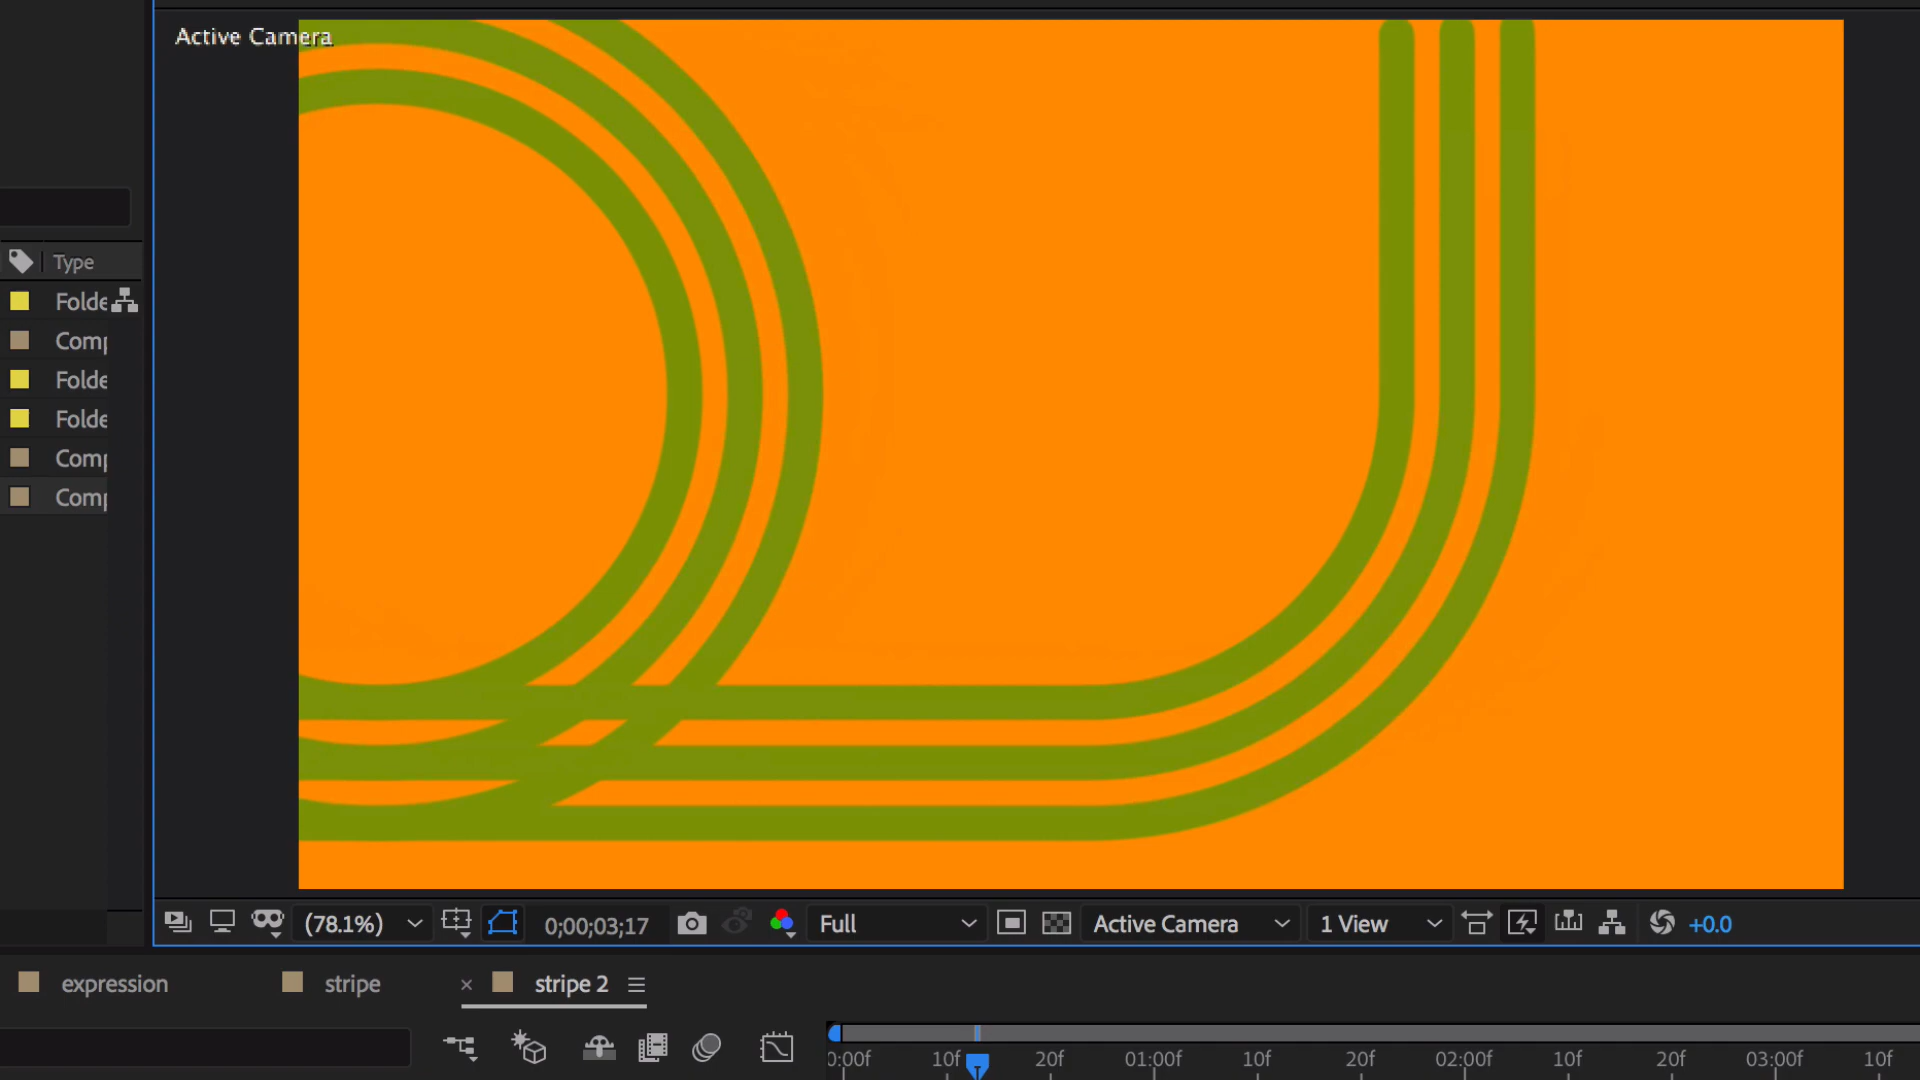 Active Camera
Type
Folde
Comp
Folde
Folde
Comp
Comp
(78.1%)
0;00;03;17
Full
Active Camera
1 View
+0.0
expression
stripe
× stripe 2
0:00f 10f 20f 01:00f 10f 20f 02:00f 10f 20f 03:00f 10f